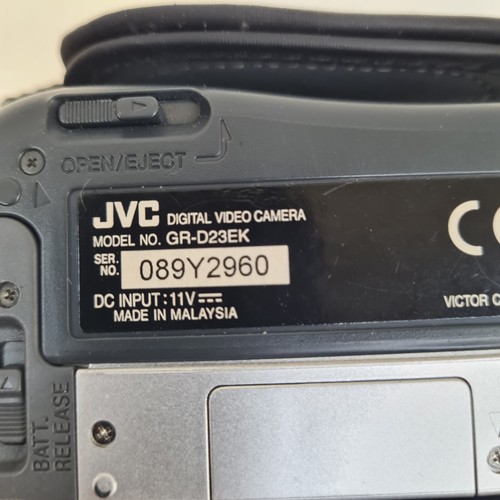 OPEN/EJECT
JVC DIGITAL VIDEO CAMERA
MODEL NO. GR-D23EK
SER. NO. 089Y2960
DC INPUT: 11V
MADE IN MALAYSIA
CE
VICTOR C
BATT. RELEASE